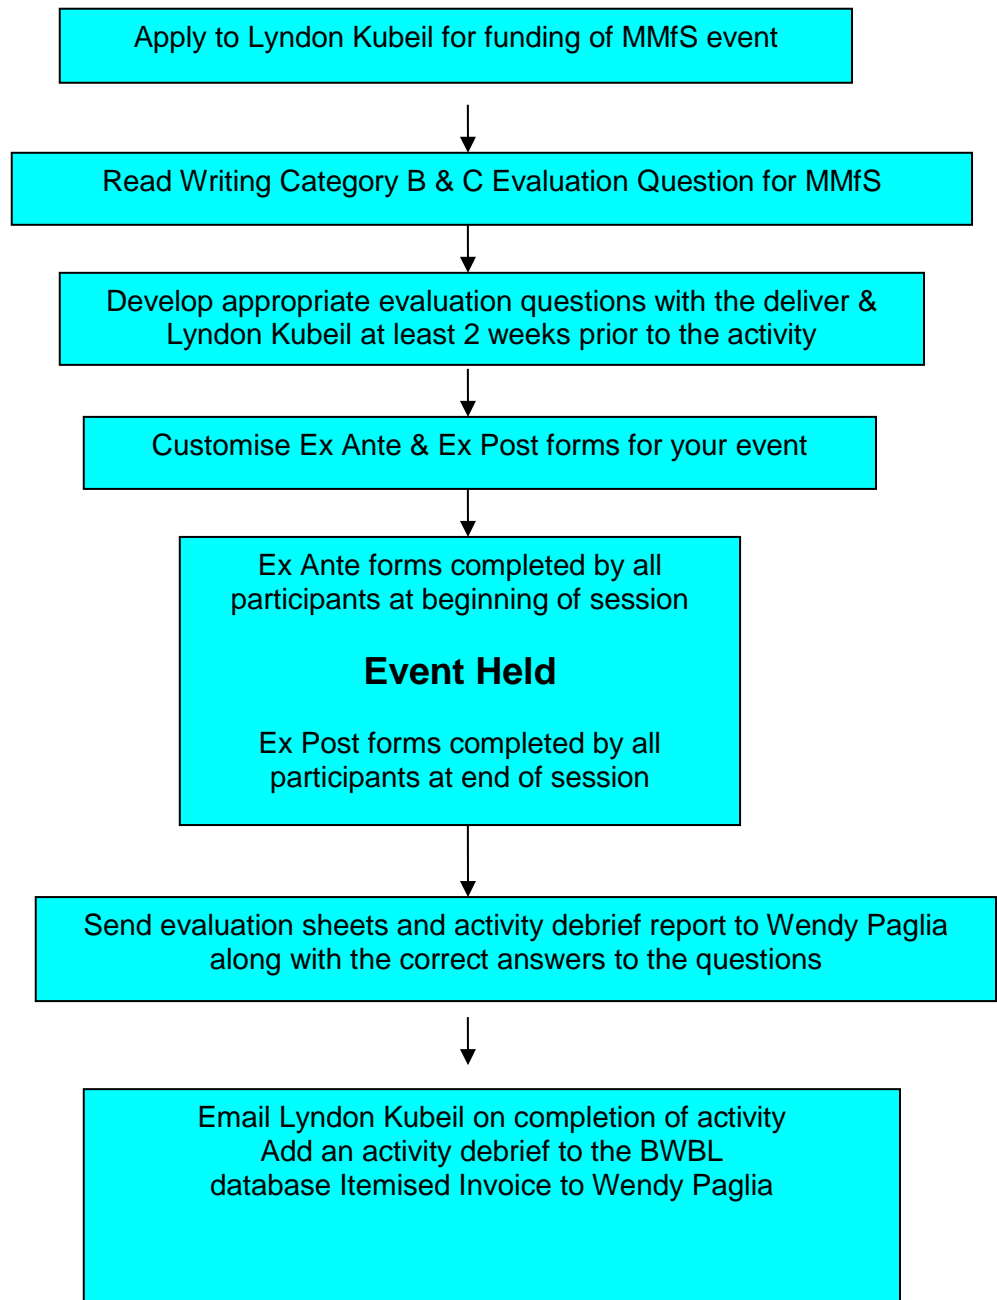 Apply to Lyndon Kubeil for funding of MMfS event
Read Writing Category B & C Evaluation Question for MMfS
Develop appropriate evaluation questions with the deliver &
Lyndon Kubeil at least 2 weeks prior to the activity
Customise Ex Ante & Ex Post forms for your event
Ex Ante forms completed by all
participants at beginning of session
Event Held
Ex Post forms completed by all
participants at end of session
Send evaluation sheets and activity debrief report to Wendy Paglia
along with the correct answers to the questions
Email Lyndon Kubeil on completion of activity
Add an activity debrief to the BWBL
database Itemised Invoice to Wendy Paglia